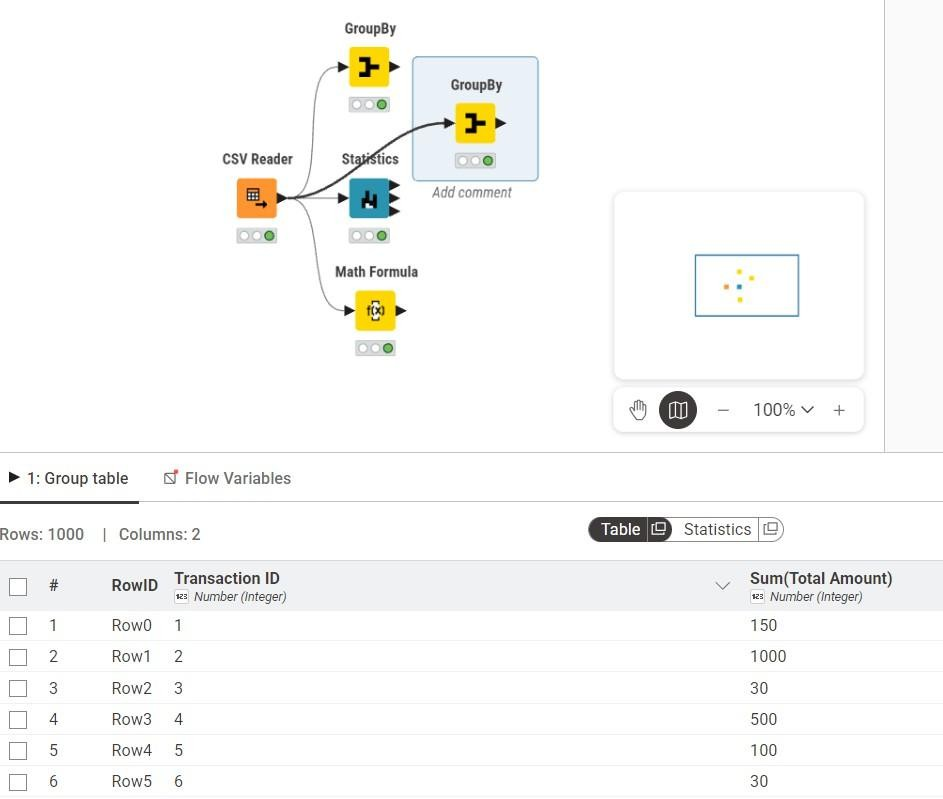 GroupBy
GroupBy
CSV Reader
Statistics
Add comment
Math Formula
f(x)
100%
1: Group table
Flow Variables
Rows: 1000 | Columns: 2
Table
Statistics
# RowID Transaction ID Sum(Total Amount)
123 Number (Integer) 123 Number (Integer)
1 Row0 1 150
2 Row1 2 1000
3 Row2 3 30
4 Row3 4 500
5 Row4 5 100
6 Row5 6 30